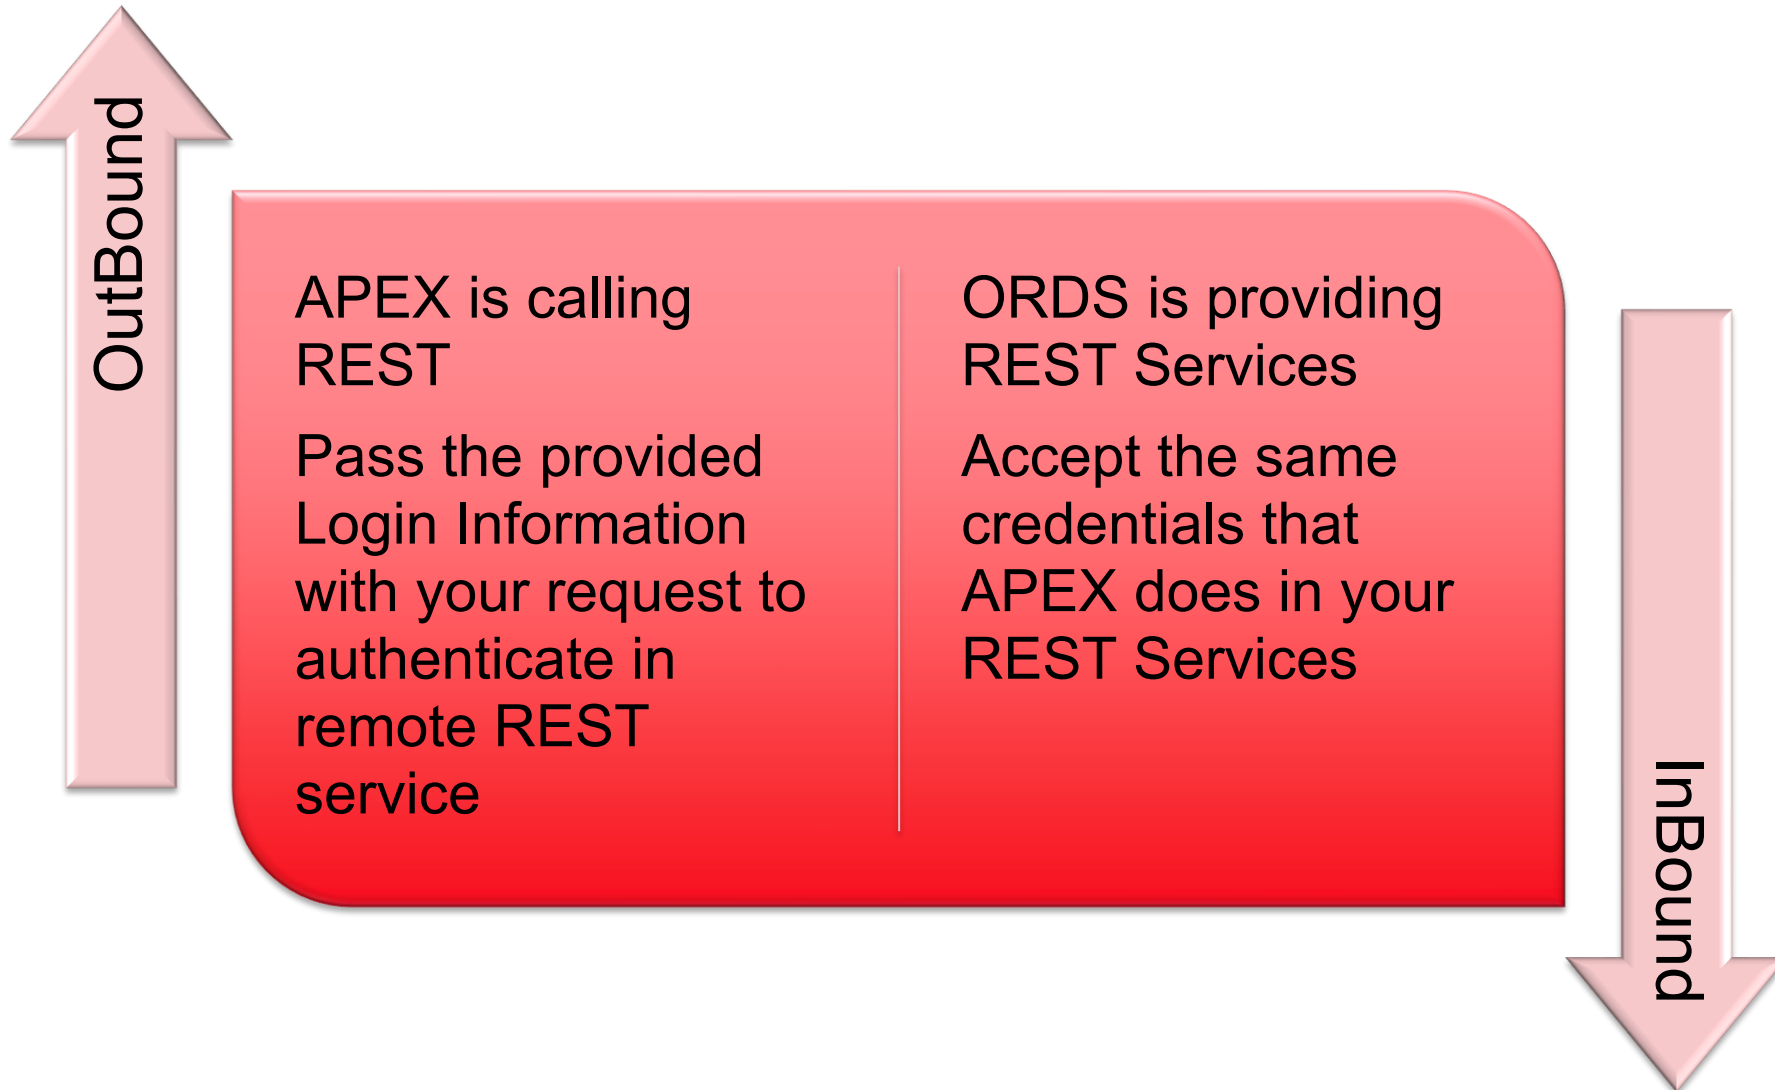 OutBound
APEX is calling
REST
Pass the provided
Login Information
with your request to
authenticate in
remote REST
service
ORDS is providing
REST Services
Accept the same
credentials that
APEX does in your
REST Services
InBound